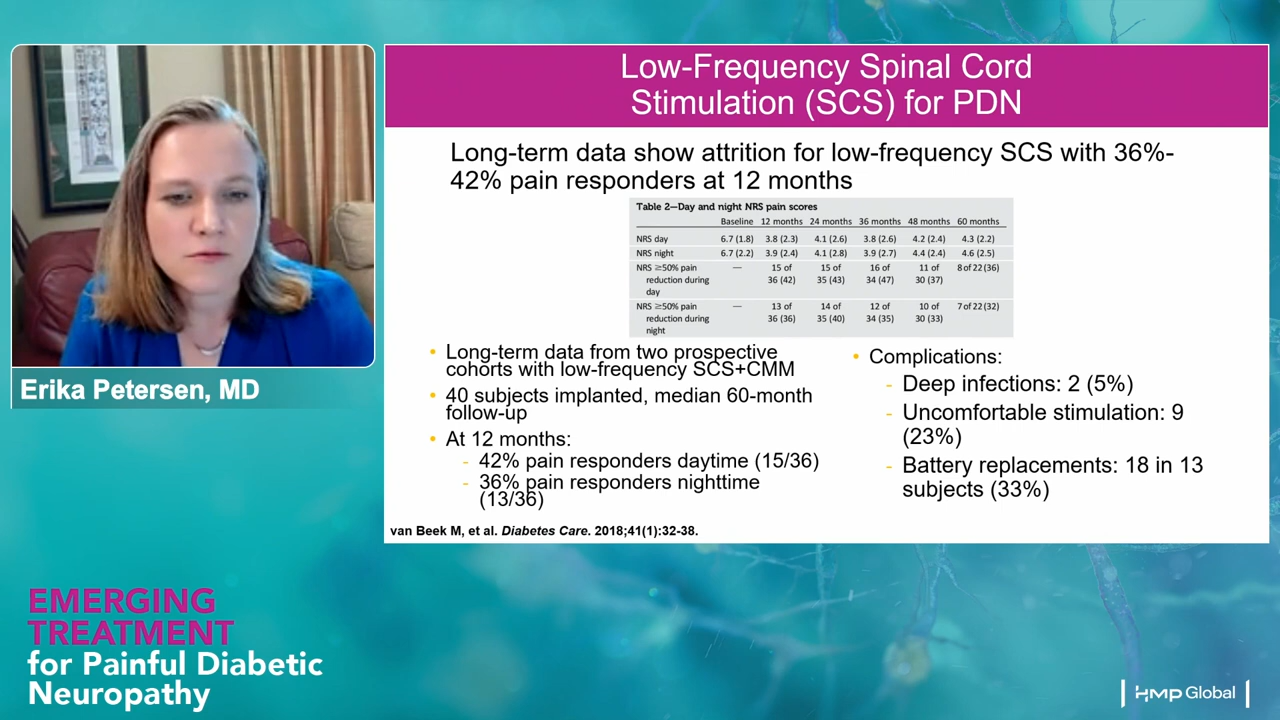 Low-Frequency Spinal Cord
Stimulation (SCS) for PDN
Long-term data show attrition for low-frequency SCS with 36%-
42% pain responders at 12 months
Table 2—Day and night NRS pain scores
Baseline 12 months 24 months 36 months 48 months 60 months
NRS day 6.7 (1.8) 3.8 (2.3) 4.1 (2.6) 3.8 (2.6) 4.2 (2.4) 4.3 (2.2)
NRS night 6.7 (2.2) 3.9 (2.4) 4.1 (2.8) 3.9 (2.7) 4.4 (2.4) 4.6 (2.5)
NRS ≥50% pain — 15 of 15 of 16 of 11 of 8 of 22 (36)
reduction during 36 (42) 35 (43) 34 (47) 30 (37)
day
NRS ≥50% pain — 13 of 14 of 12 of 10 of 7 of 22 (32)
reduction during 36 (36) 35 (40) 34 (35) 30 (33)
night
• Long-term data from two prospective
cohorts with low-frequency SCS+CMM
• 40 subjects implanted, median 60-month
follow-up
• At 12 months:
- 42% pain responders daytime (15/36)
- 36% pain responders nighttime
(13/36)
• Complications:
- Deep infections: 2 (5%)
- Uncomfortable stimulation: 9
(23%)
- Battery replacements: 18 in 13
subjects (33%)
van Beek M, et al. Diabetes Care. 2018;41(1):32-38.
Erika Petersen, MD
EMERGING
TREATMENT
for Painful Diabetic
Neuropathy
HMP Global